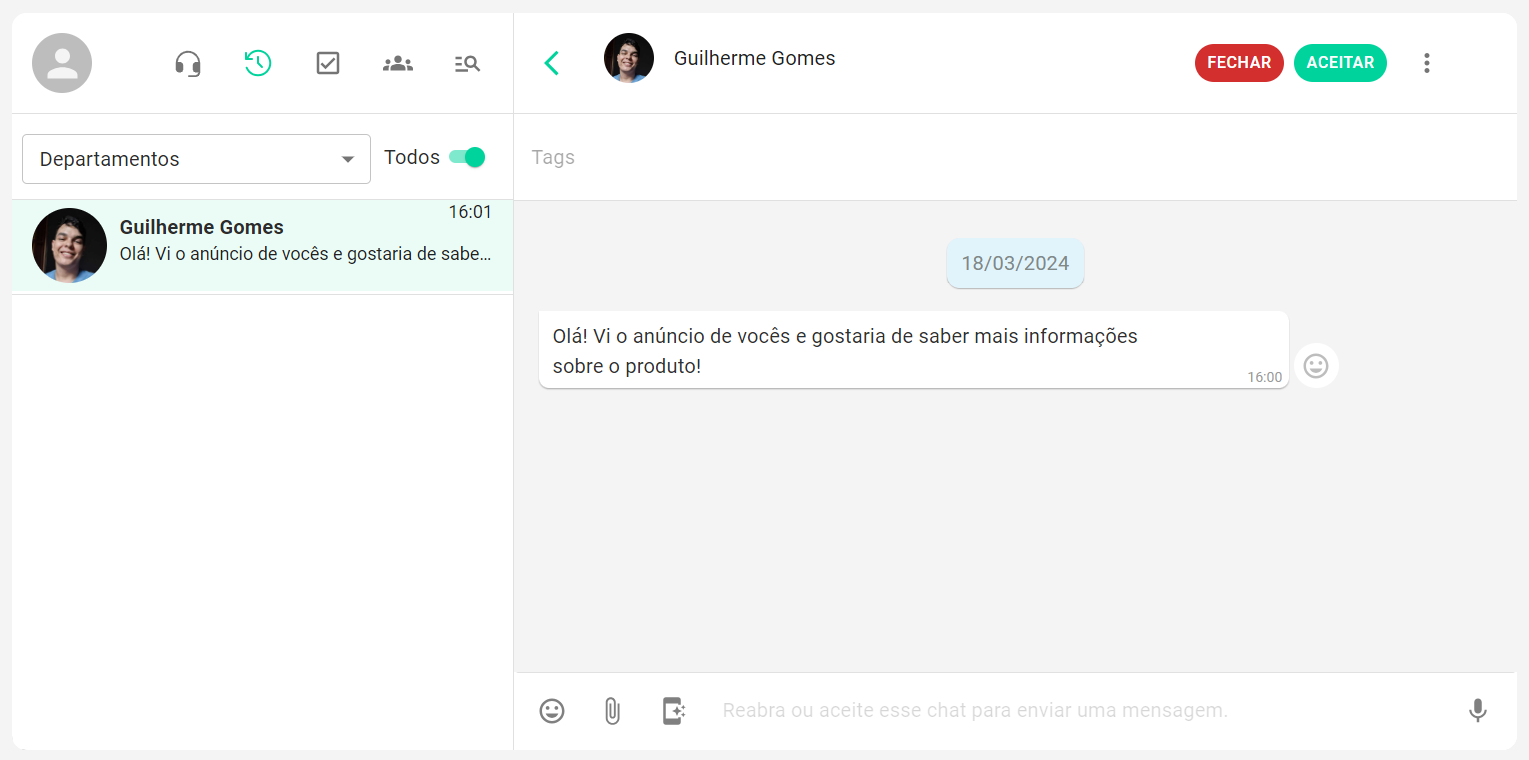 Guilherme Gomes
FECHAR
ACEITAR
Departamentos
Todos
Tags
16:01
Guilherme Gomes
Olá! Vi o anúncio de vocês e gostaria de sabe...
18/03/2024
Olá! Vi o anúncio de vocês e gostaria de saber mais informações
sobre o produto!
16:00
Reabra ou aceite esse chat para enviar uma mensagem.